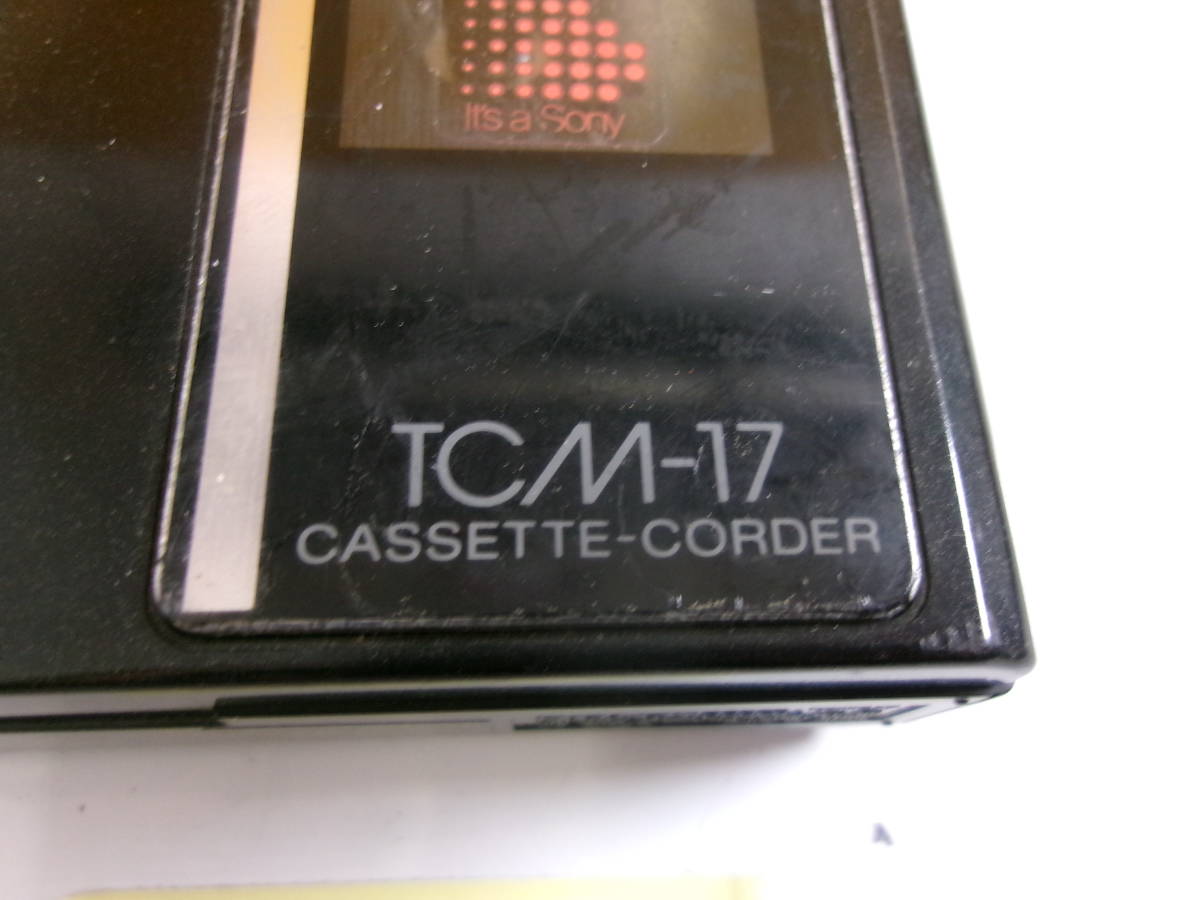 It's a Sony
TCM-17
CASSETTE-CORDER